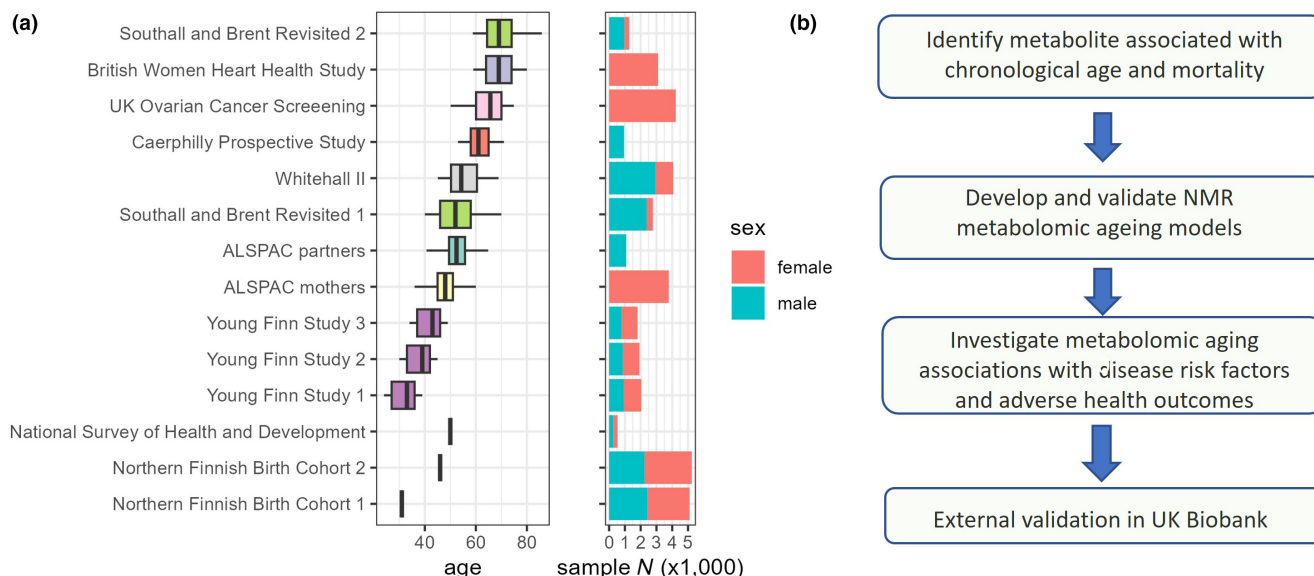 (a)
Southall and Brent Revisited 2
British Women Heart Health Study
UK Ovarian Cancer Screeening
Caerphilly Prospective Study
Whitehall II
Southall and Brent Revisited 1
ALSPAC partners
ALSPAC mothers
Young Finn Study 3
Young Finn Study 2
Young Finn Study 1
National Survey of Health and Development
Northern Finnish Birth Cohort 2
Northern Finnish Birth Cohort 1
40 60 80
age
0 1 2 3 4 5
sample N (x1,000)
sex
female
male
(b)
Identify metabolite associated with
chronological age and mortality
Develop and validate NMR
metabolomic ageing models
Investigate metabolomic aging
associations with disease risk factors
and adverse health outcomes
External validation in UK Biobank